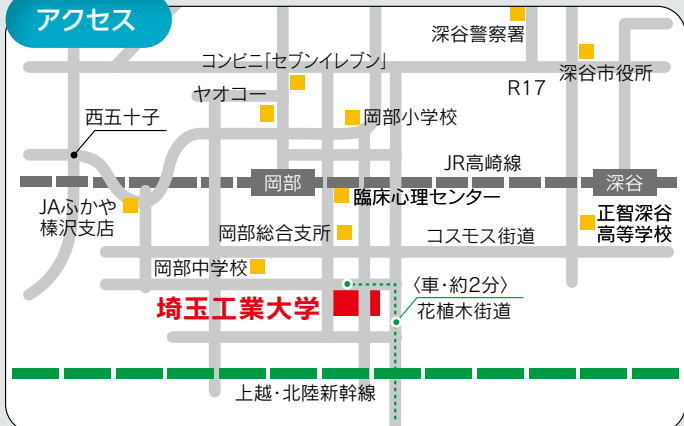 アクセス
深谷警察署
コンビニ「セブンイレブン」
深谷市役所
R17
ヤオコー
西五十子
岡部小学校
JR高崎線
岡部
深谷
臨床心理センター
JAふかや
榛沢支店
正智深谷
高等学校
岡部総合支所
コスモス街道
岡部中学校
〈車・約2分〉
埼玉工業大学
花植木街道
上越・北陸新幹線